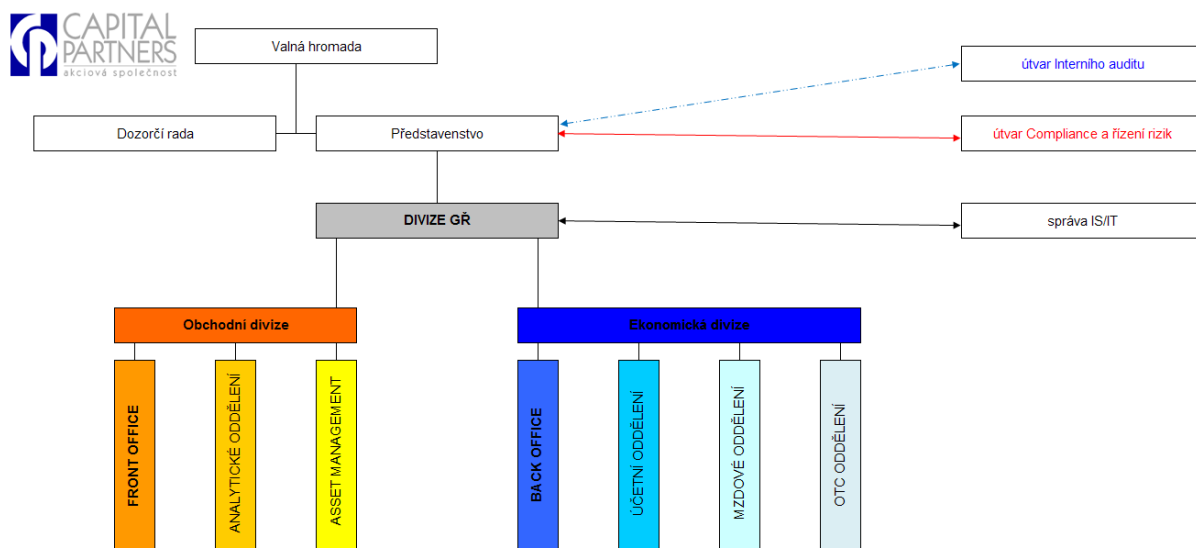 CAPITAL
PARTNERS
akciová společnost
Valná hromada
útvar Interního auditu
Dozorčí rada
Představenstvo
útvar Compliance a řízení rizik
DIVIZE GŘ
správa IS/IT
Obchodní divize
Ekonomická divize
FRONT OFFICE
ANALYTICKÉ ODDĚLENÍ
ASSET MANAGEMENT
BACK OFFICE
ÚČETNÍ ODDĚLENÍ
MZDOVÉ ODDĚLENÍ
OTC ODDĚLENÍ